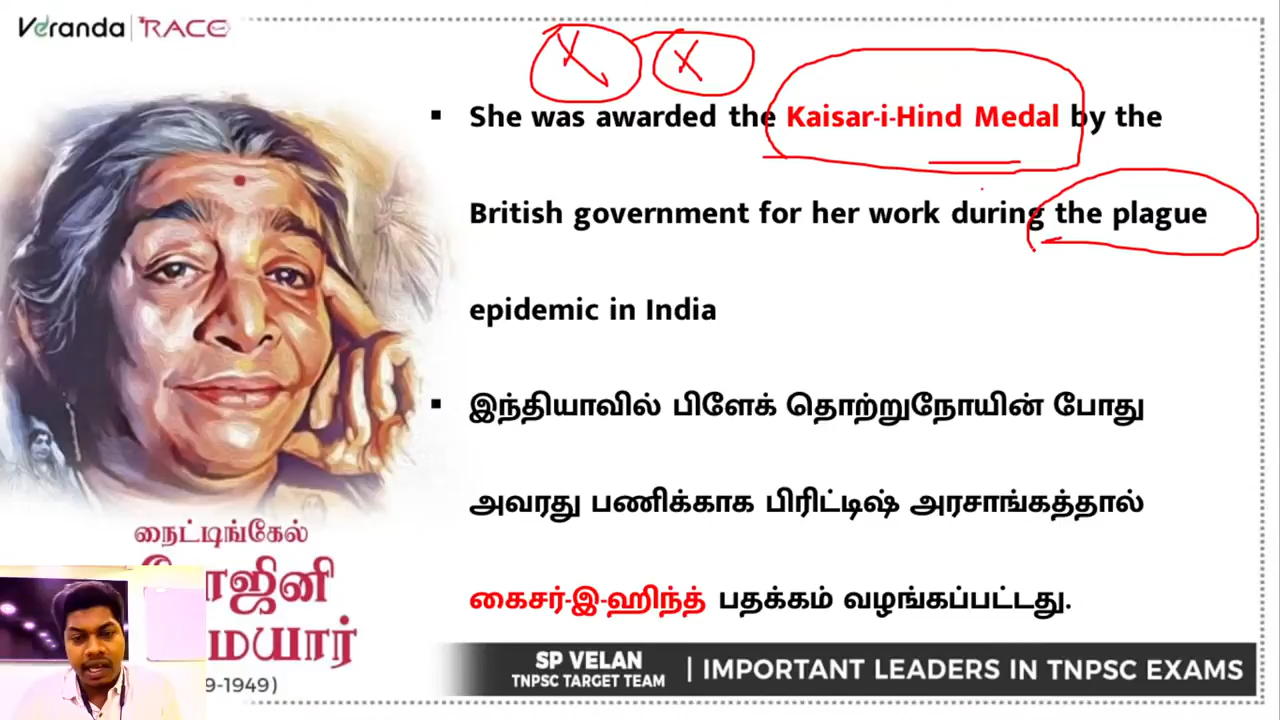 Veranda RACE
▪ She was awarded the Kaisar-i-Hind Medal by the
British government for her work during the plague
epidemic in India
▪ இந்தியாவில் பிளேக் தொற்றுநோயின் போது
அவரது பணிக்காக பிரிட்டிஷ் அரசாங்கத்தால்
கைசர்-இ-ஹிந்த் பதக்கம் வழங்கப்பட்டது.
நைட்டிங்கேல்
9-1949)
SP VELAN
TNPSC TARGET TEAM
| IMPORTANT LEADERS IN TNPSC EXAMS